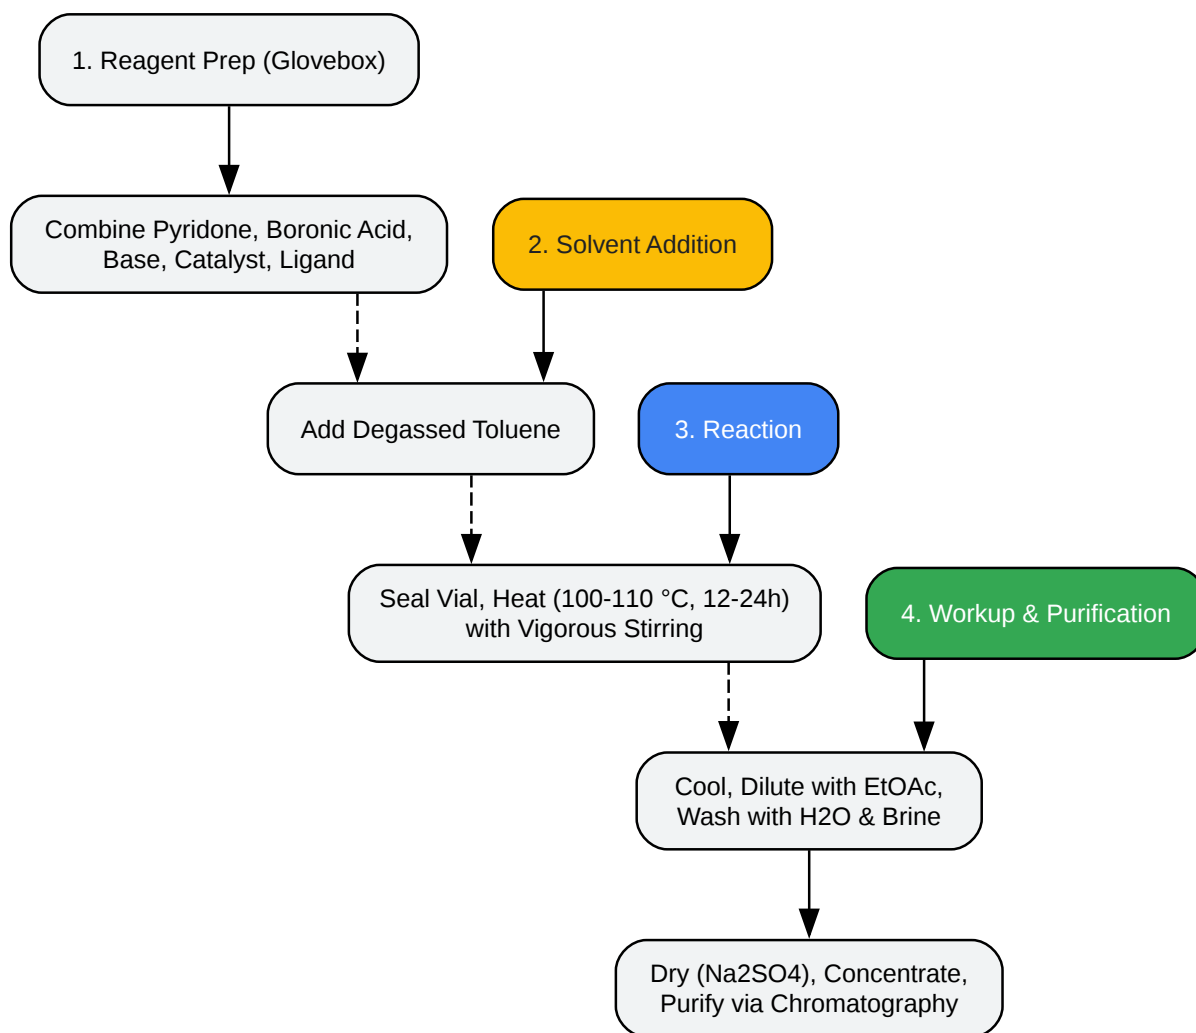 1. Reagent Prep (Glovebox)
Combine Pyridone, Boronic Acid,
Base, Catalyst, Ligand
2. Solvent Addition
Add Degassed Toluene
3. Reaction
Seal Vial, Heat (100-110 °C, 12-24h)
with Vigorous Stirring
4. Workup & Purification
Cool, Dilute with EtOAc,
Wash with H2O & Brine
Dry (Na2SO4), Concentrate,
Purify via Chromatography